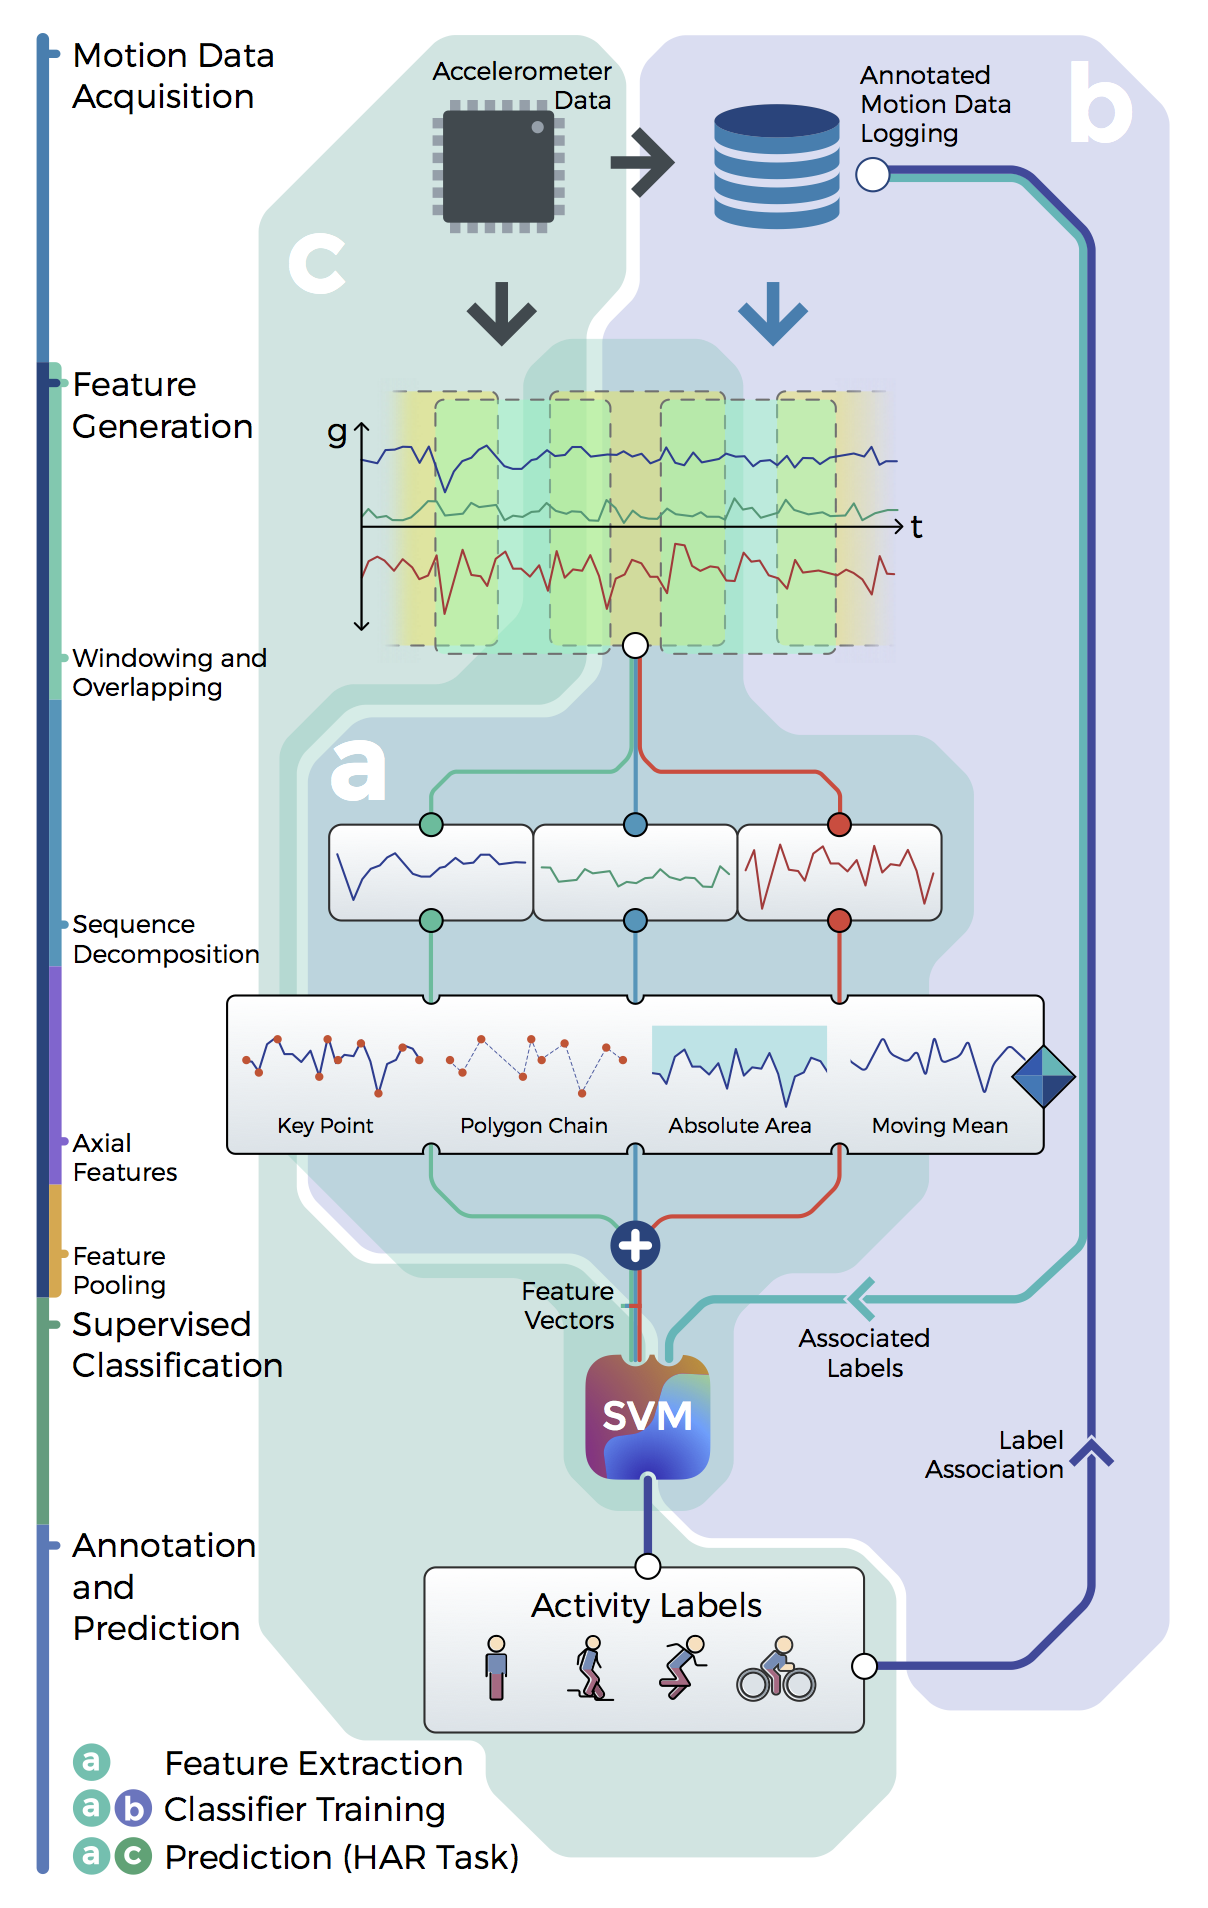 Motion Data
Acquisition
Accelerometer
Data
Annotated
Motion Data
Logging
b
c
Feature
Generation
g
t
Windowing and
Overlapping
a
Sequence
Decomposition
Key Point
Polygon Chain
Absolute Area
Moving Mean
Axial
Features
Feature
Pooling
Feature
Vectors
Supervised
Classification
Associated
Labels
SVM
Label
Association
Annotation
and
Prediction
Activity Labels
a Feature Extraction
a b Classifier Training
a c Prediction (HAR Task)